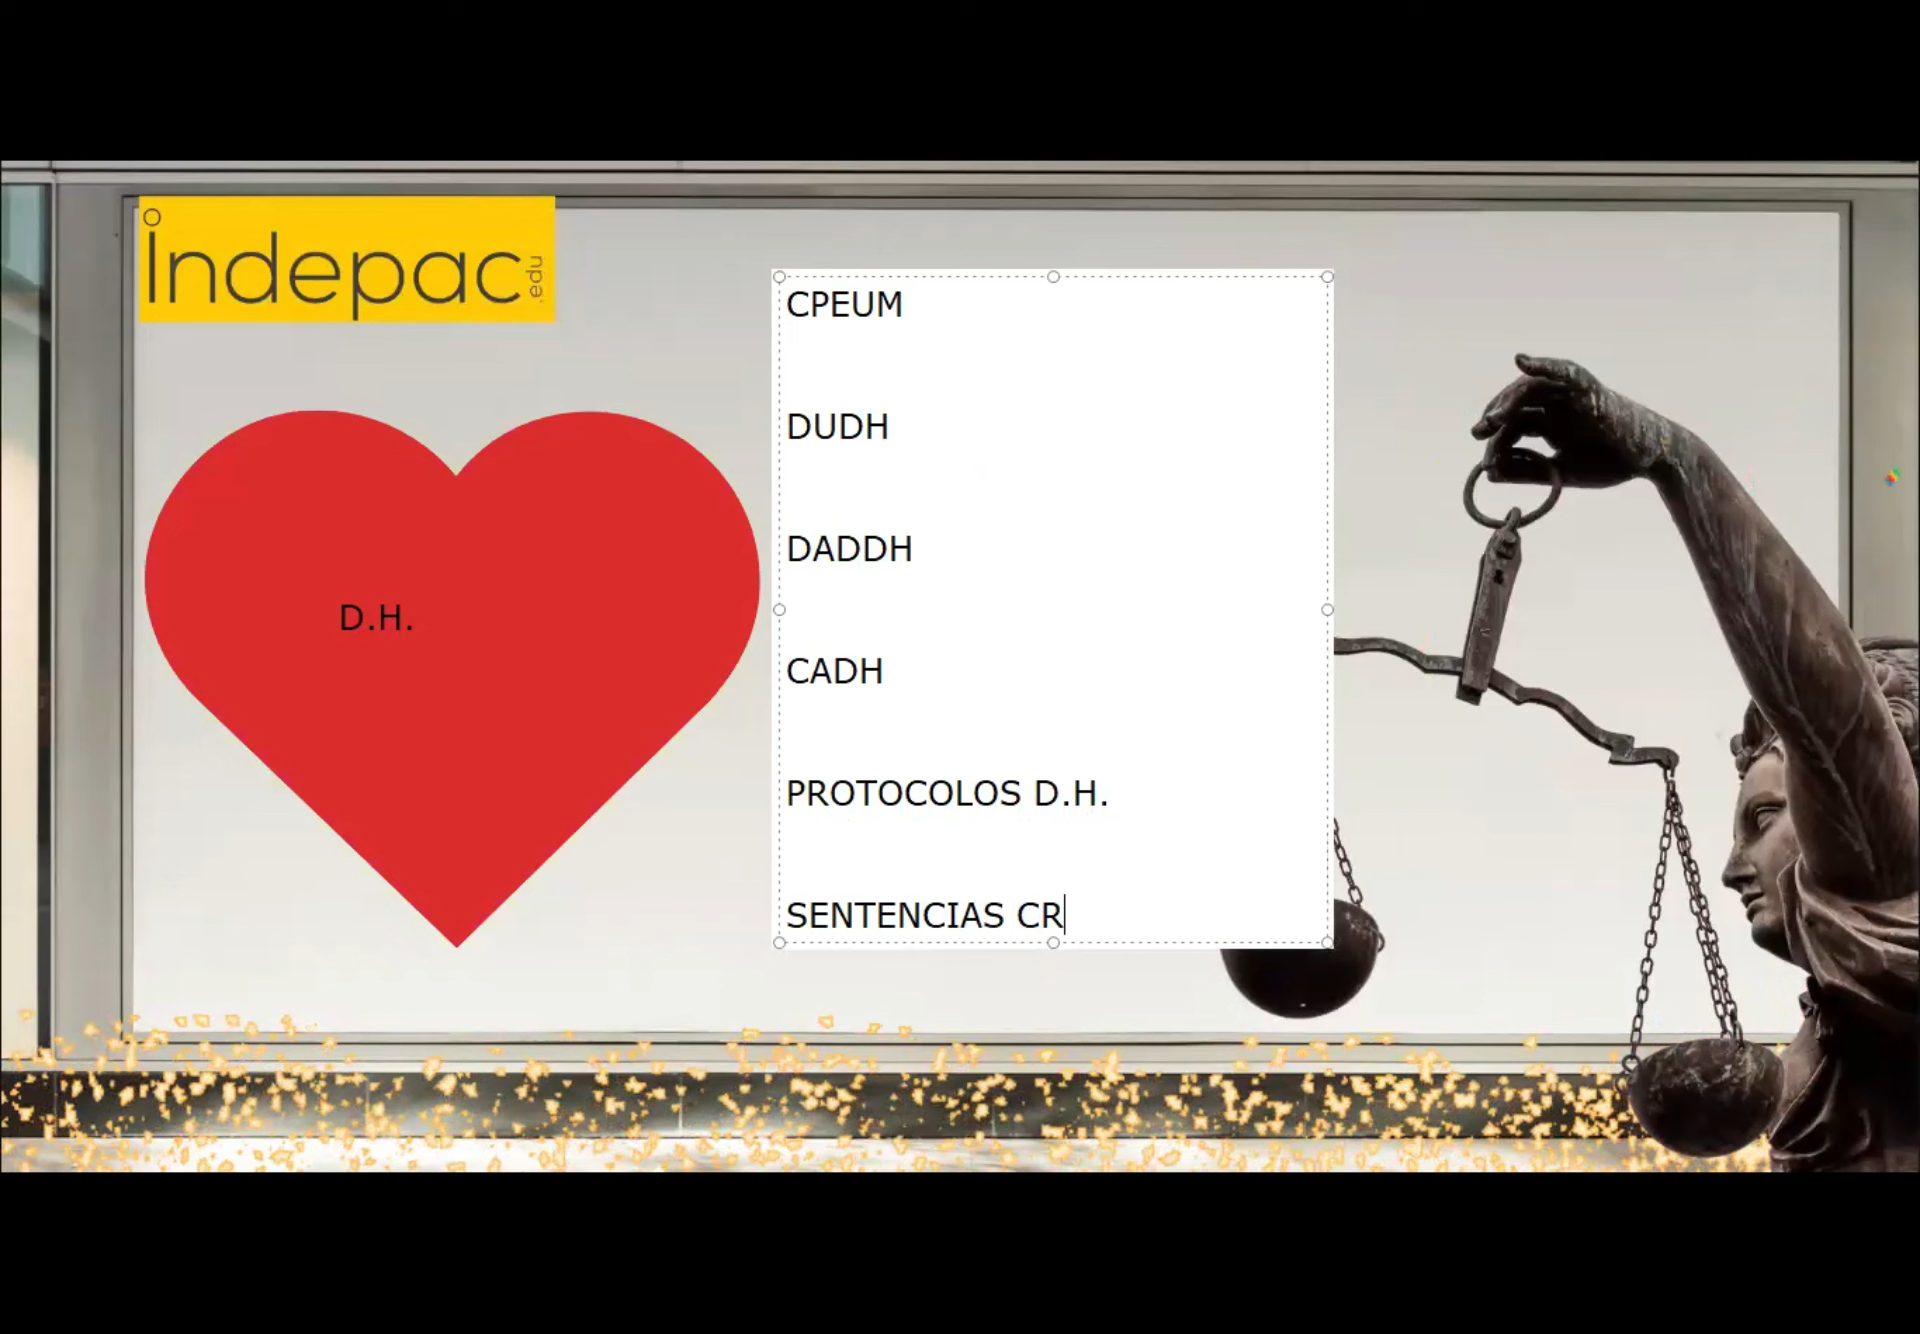 indepac
.edu
D.H.
CPEUM
DUDH
DADDH
CADH
PROTOCOLOS D.H.
SENTENCIAS CR